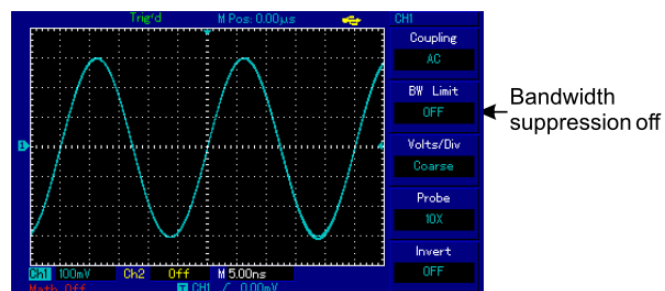 Trig'd M Pos: 0.00μs CH1
Coupling
AC
BW Limit
OFF
Volts/Div
Coarse
Probe
10X
Invert
OFF
1
Ch1 100mV Ch2 Off M 5.00ns
Math Off T CH1 / 0.00mV
Bandwidth
suppression off